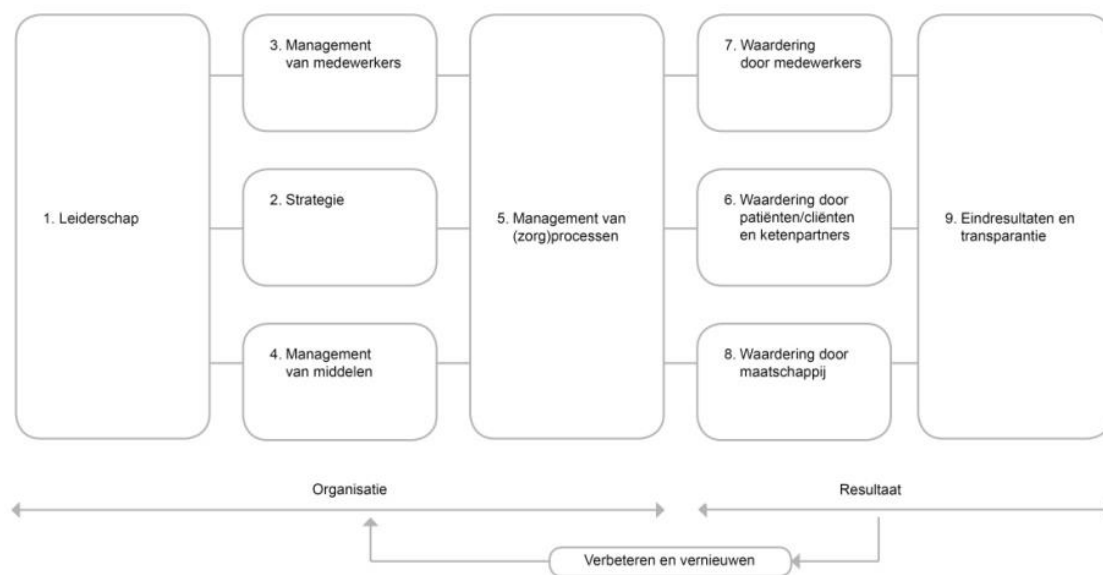 1. Leiderschap
3. Management
van medewerkers
2. Strategie
4. Management
van middelen
5. Management van
(zorg)processen
7. Waardering
door medewerkers
6. Waardering door
patiënten/cliënten
en ketenpartners
8. Waardering door
maatschappij
9. Eindresultaten en
transparantie
Organisatie
Resultaat
Verbeteren en vernieuwen